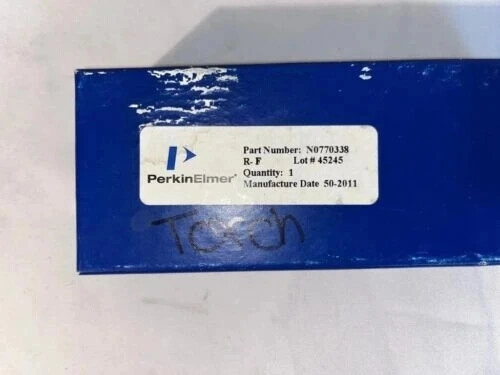 Part Number: N0770338
R- F Lot # 45245
Quantity: 1
Manufacture Date 50-2011
PerkinElmer®
Torch